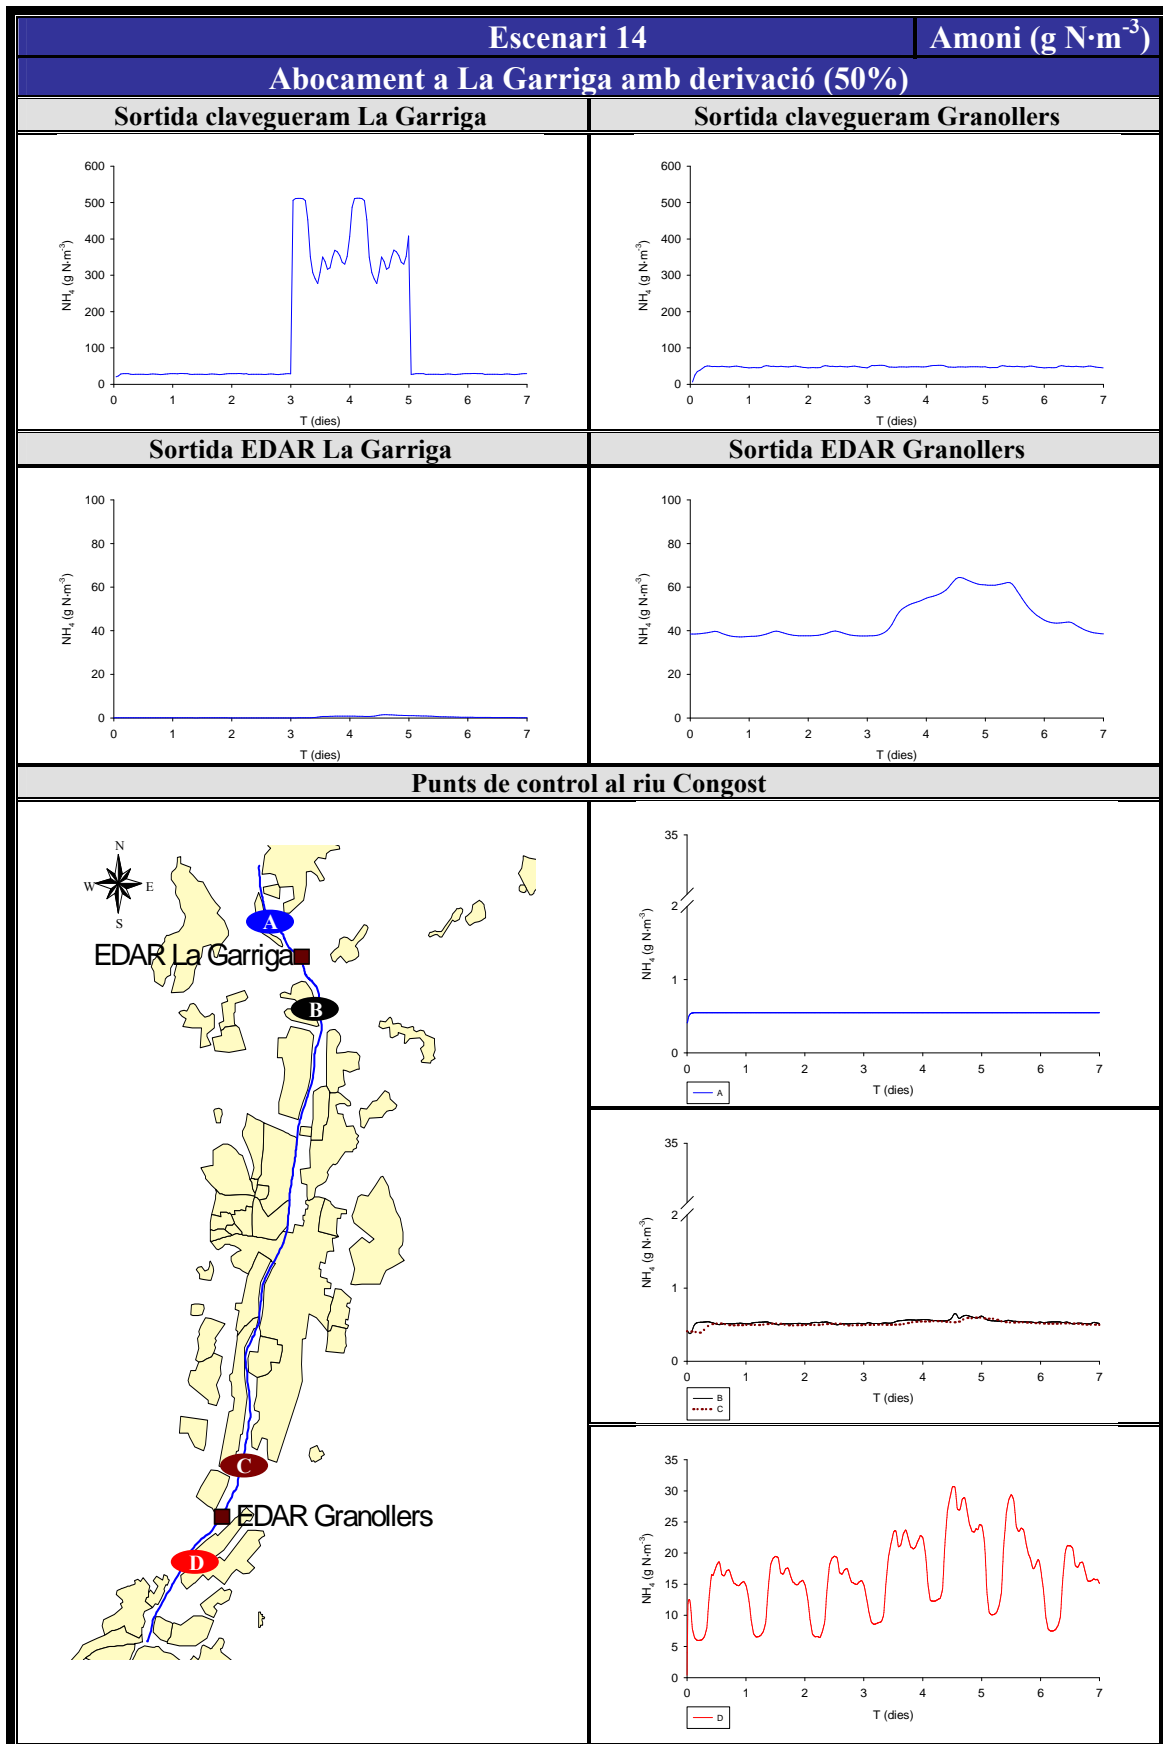 Escenari 14
Amoni (g N·m-3)
Abocament a La Garriga amb derivació (50%)
Sortida clavegueram La Garriga
Sortida clavegueram Granollers
600
500
400
300
200
100
0
NH4 (g N·m-3)
0 1 2 3 4 5 6 7
T (dies)
600
500
400
300
200
100
0
NH4 (g N·m-3)
0 1 2 3 4 5 6 7
T (dies)
Sortida EDAR La Garriga
Sortida EDAR Granollers
100
80
60
40
20
0
NH4 (g N·m-3)
0 1 2 3 4 5 6 7
T (dies)
100
80
60
40
20
0
NH4 (g N·m-3)
0 1 2 3 4 5 6 7
T (dies)
Punts de control al riu Congost
N
W E
S
A
EDAR La Garriga
B
C
EDAR Granollers
D
35
2
1
0
NH4 (g N·m-3)
0 1 2 3 4 5 6 7
T (dies)
A
35
2
1
0
NH4 (g N·m-3)
0 1 2 3 4 5 6 7
T (dies)
B
C
35
30
25
20
15
10
5
0
NH4 (g N·m-3)
0 1 2 3 4 5 6 7
T (dies)
D